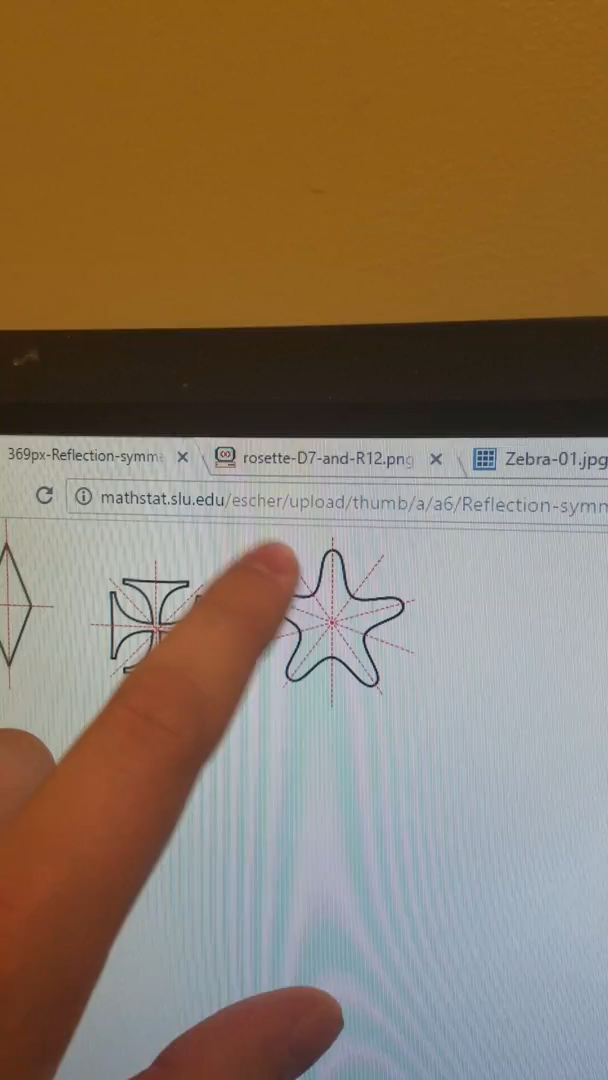 369px-Reflection-symme
rosette-D7-and-R12.png
Zebra-01.jpg
mathstat.slu.edu/escher/upload/thumb/a/a6/Reflection-symm